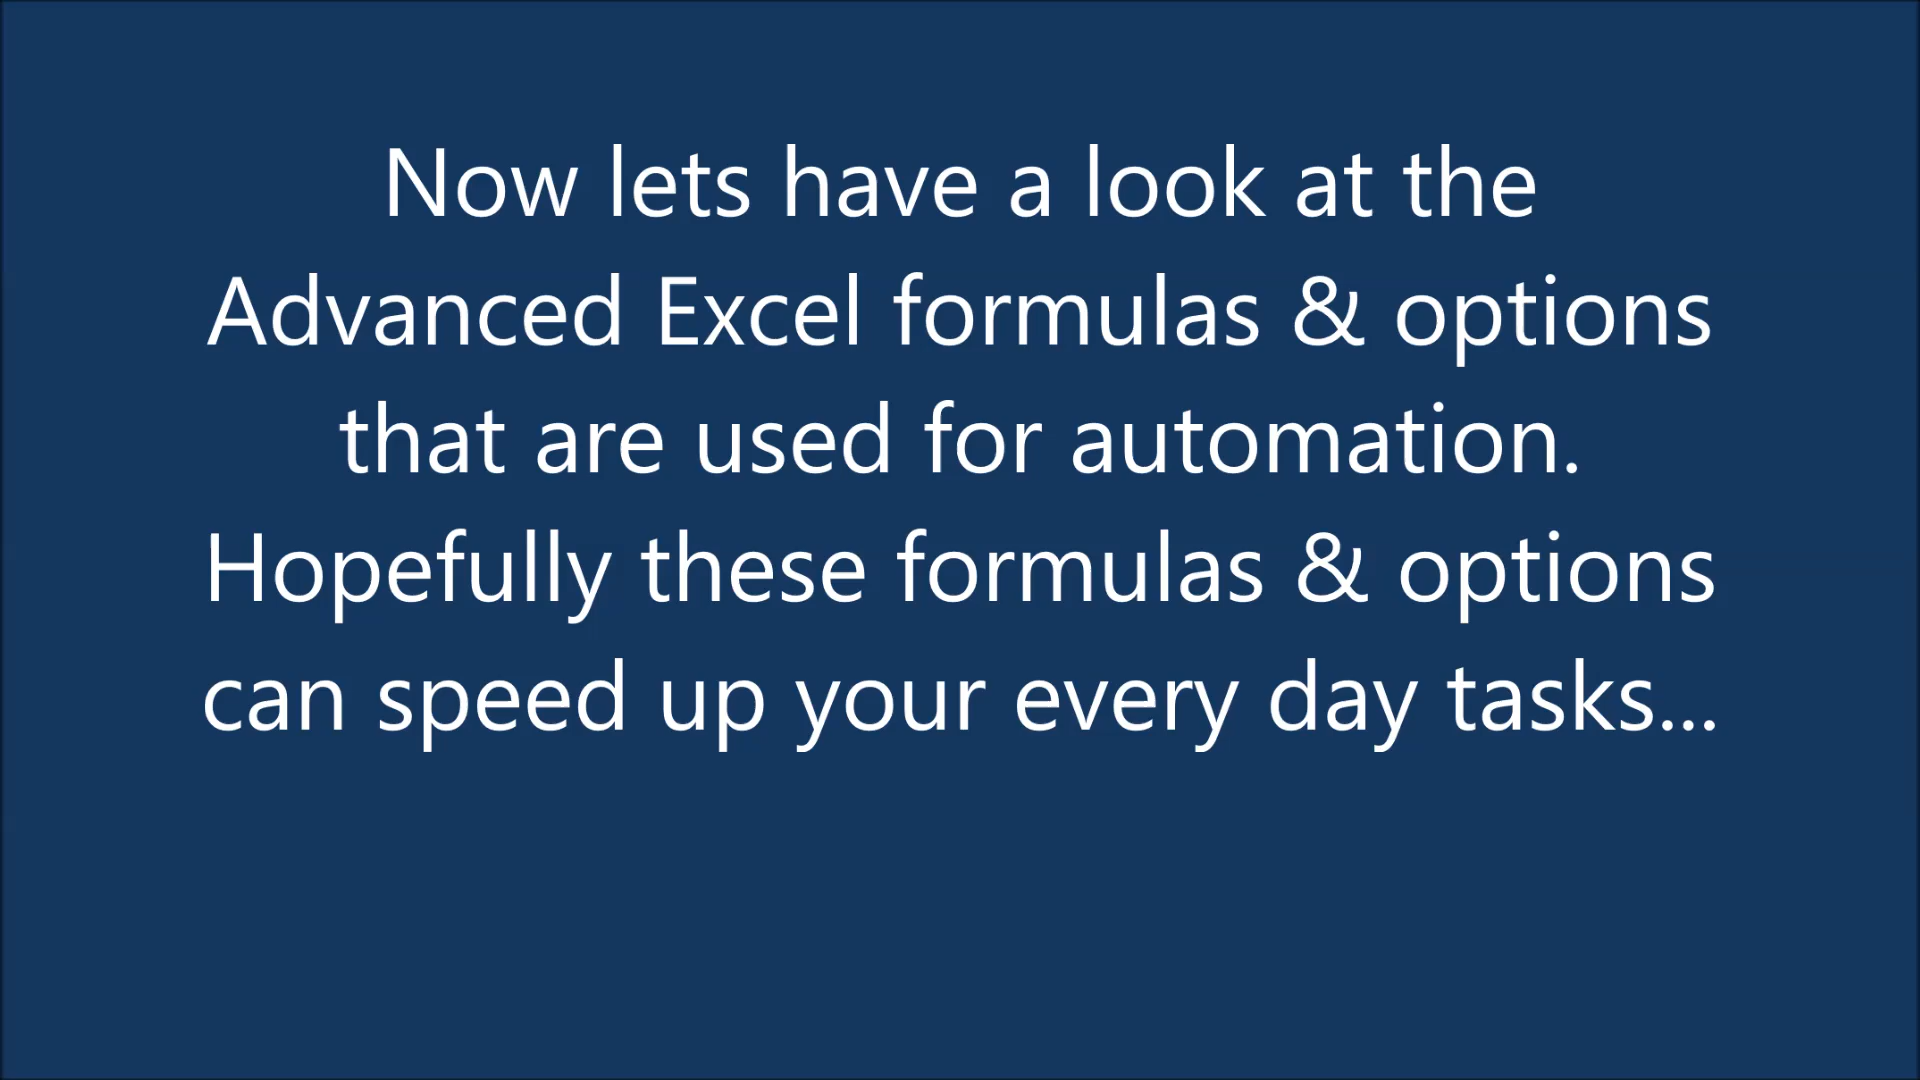 Now lets have a look at the
Advanced Excel formulas & options
that are used for automation.
Hopefully these formulas & options
can speed up your every day tasks...